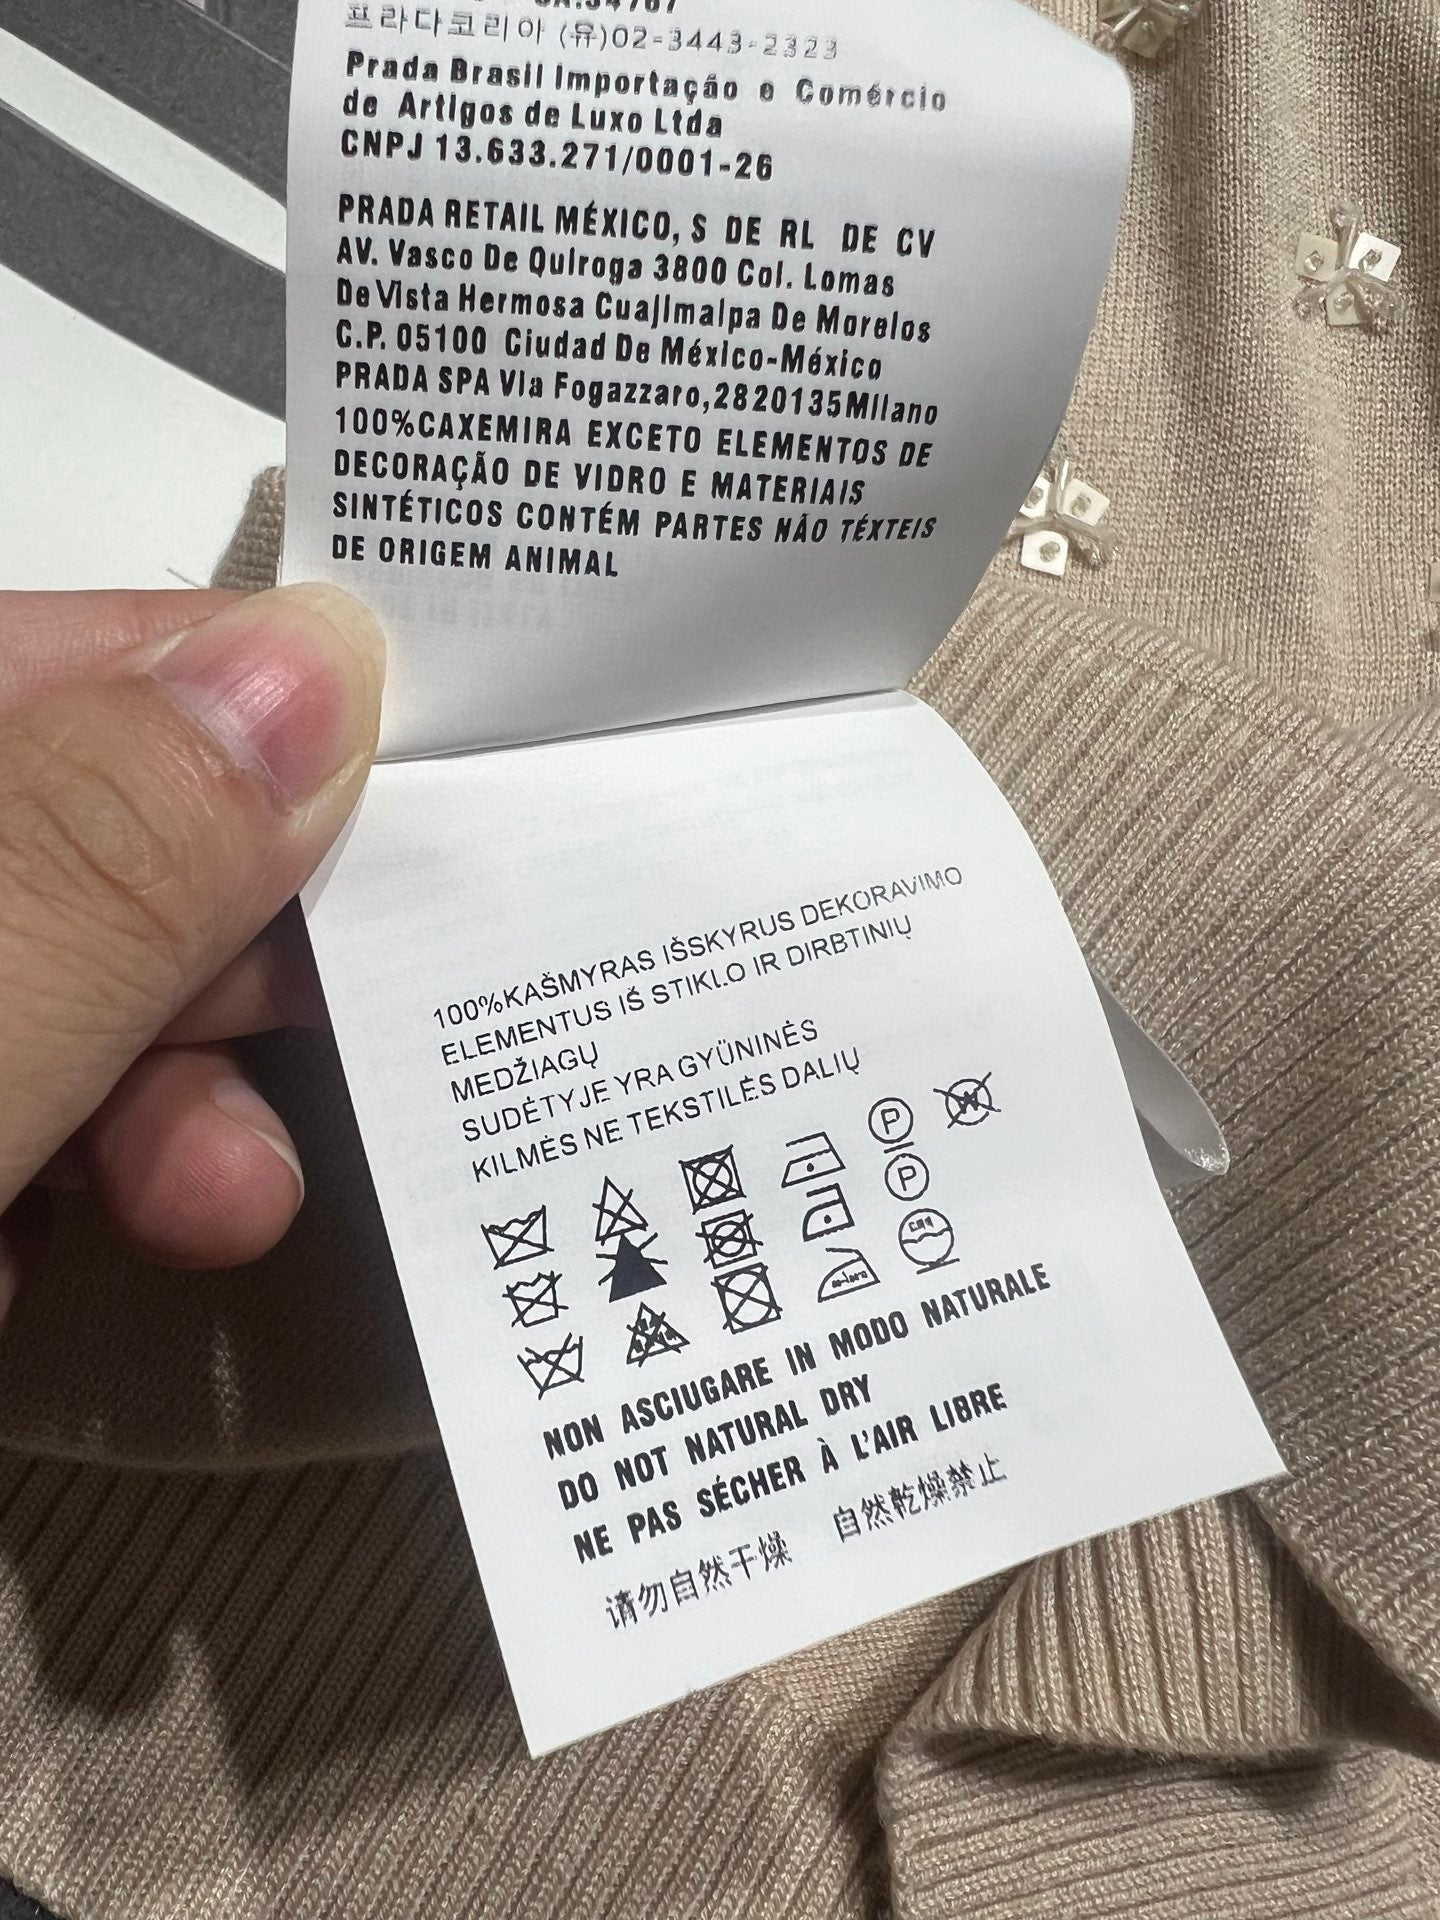 프라다코리아 (유)02-3443-2323
Prada Brasil Importação e Comércio
de Artigos de Luxo Ltda
CNPJ 13.633.271/0001-26
PRADA RETAIL MÉXICO, S DE RL DE CV
AV. Vasco De Quiroga 3800 Col. Lomas
De Vista Hermosa Cuajimalpa De Morelos
C.P. 05100 Ciudad De México-México
PRADA SPA Via Fogazzaro,2820135Milano
100%CAXEMIRA EXCETO ELEMENTOS DE
DECORAÇÃO DE VIDRO E MATERIAIS
SINTÉTICOS CONTÉM PARTES NÃO TÉXTEIS
DE ORIGEM ANIMAL
100%KAŠMYRAS IŠSKYRUS DEKORAVIMO
ELEMENTUS IŠ STIKLO IR DIRBTINIŲ
MEDŽIAGŲ
SUDĖTYJE YRA GYŪNINĖS
KILMĖS NE TEKSTILĖS DALIŲ
P W
P
NON ASCIUGARE IN MODO NATURALE
DO NOT NATURAL DRY
NE PAS SÉCHER À L'AIR LIBRE
请勿自然干燥 自然乾燥禁止